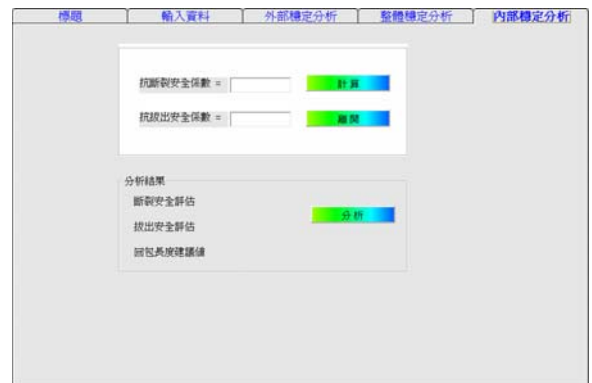 標題 輸入資料 外部穩定分析 整體穩定分析 內部穩定分析
抗斷裂安全係數 = 計算
抗拔出安全係數 = 離開
分析結果
斷裂安全評估
分析
拔出安全評估
回包長度建議值